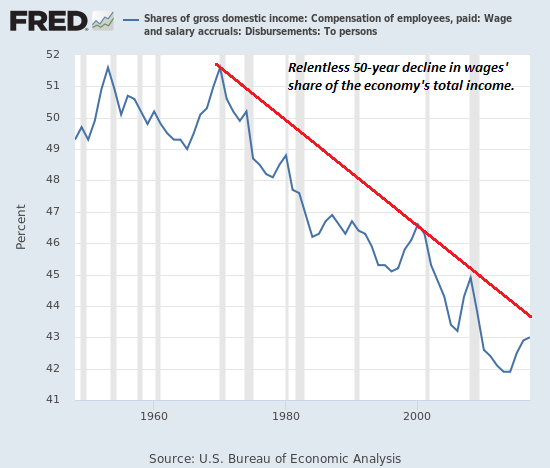 FRED
Shares of gross domestic income: Compensation of employees, paid: Wage
and salary accruals: Disbursements: To persons
Relentless 50-year decline in wages'
share of the economy's total income.
52
51
50
49
48
47
46
45
44
43
42
41
Percent
1960
1980
2000
Source: U.S. Bureau of Economic Analysis